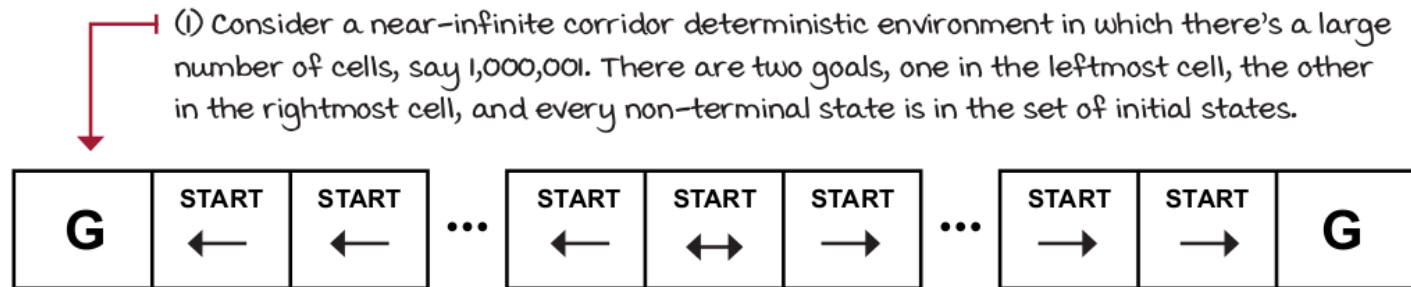 (1) Consider a near-infinite corridor deterministic environment in which there's a large
number of cells, say 1,000,001. There are two goals, one in the leftmost cell, the other
in the rightmost cell, and every non-terminal state is in the set of initial states.
G START START ... START START START ... START START G